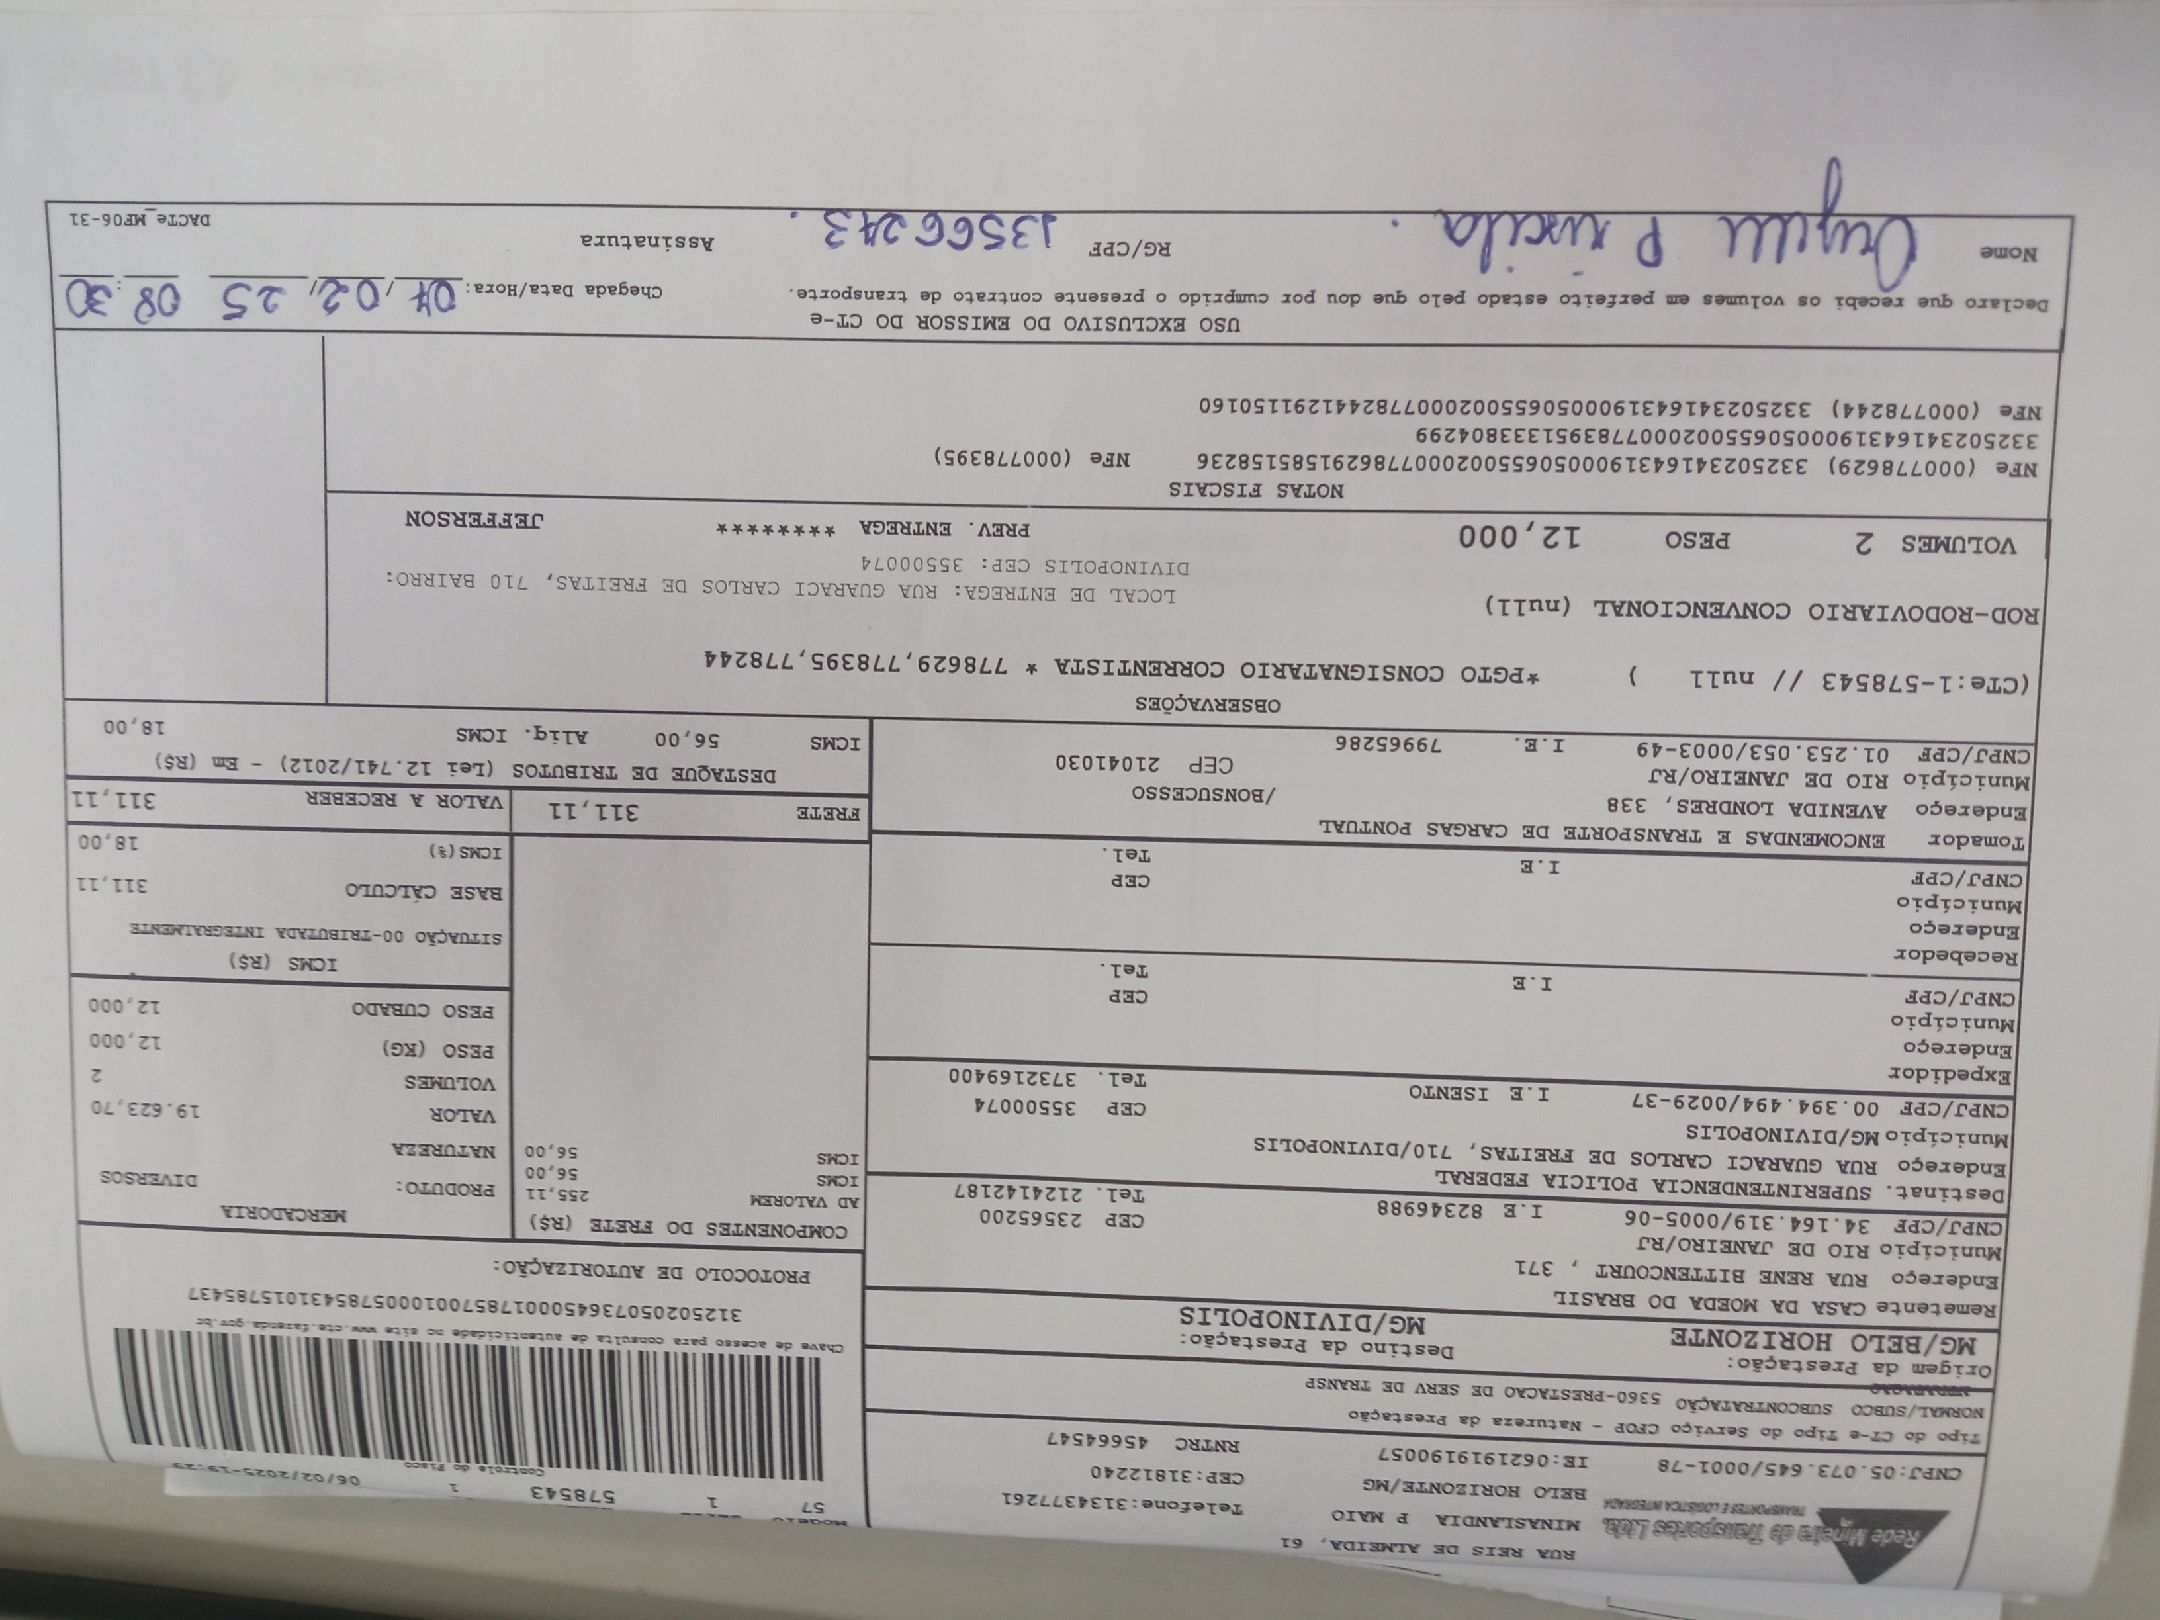 Rede Mineira de Transportes Ltda.
TRANSPORTES E LOGÍSTICA INTEGRADA
RUA REIS DE ALMEIDA, 61
MINASLANDIA P MAIO Telefone:3134377261
BELO HORIZONTE/MG CEP:31812240
CNPJ:05.073.645/0001-78 IE:0621919190057 RNTRC 45664547
57 1 578543 1 06/02/2025-19:29
Controle do Fisco
Tipo do CT-e Tipo do Serviço CFOP - Natureza da Prestação
NORMAL/SUBCO SUBCONTRATAÇÃO 5360-PRESTACAO DE SERV DE TRANSP
Origem da Prestação: Destino da Prestação:
MG/BELO HORIZONTE MG/DIVINOPOLIS
Chave de acesso para consulta de autenticidade no site www.cte.fazenda.gov.br
31250205073645000178570010005785431015785437
PROTOCOLO DE AUTORIZAÇÃO:
Remetente CASA DA MOEDA DO BRASIL
Endereço RUA RENE BITTENCOURT , 371
Município RIO DE JANEIRO/RJ CEP 23565200
CNPJ/CPF 34.164.319/0005-06 I.E 82346988 Tel. 2124142187
Destinat. SUPERINTENDENCIA POLICIA FEDERAL
Endereço RUA GUARACI CARLOS DE FREITAS, 710/DIVINOPOLIS
Município MG/DIVINOPOLIS CEP 35500074
CNPJ/CPF 00.394.494/0029-37 I.E ISENTO Tel. 3732169400
Expedidor
Endereço
Município CEP
CNPJ/CPF I.E Tel.
Recebedor
Endereço
Município CEP
CNPJ/CPF I.E Tel.
Tomador ENCOMENDAS E TRANSPORTE DE CARGAS PONTUAL
Endereço AVENIDA LONDRES, 338 /BONSUCESSO
Município RIO DE JANEIRO/RJ CEP 21041030
CNPJ/CPF 01.253.053/0003-49 I.E. 79965286
COMPONENTES DO FRETE (R$)
AD VALOREM 255,11
ICMS 56,00
ICMS 56,00
MERCADORIA
PRODUTO: DIVERSOS
NATUREZA
VALOR 19.623,70
VOLUMES 2
PESO (KG) 12,000
PESO CUBADO 12,000
ICMS (R$)
SITUAÇÃO 00-TRIBUTADA INTEGRALMENTE
BASE CÁLCULO 311,11
ICMS(%) 18,00
FRETE 311,11 VALOR A RECEBER 311,11
DESTAQUE DE TRIBUTOS (Lei 12.741/2012) - Em (R$)
ICMS 56,00 Aliq. ICMS 18,00
OBSERVAÇÕES
(CTe:1-578543 // null ) *PGTO CONSIGNATARIO CORRENTISTA * 778629,778395,778244
ROD-RODOVIARIO CONVENCIONAL (null) LOCAL DE ENTREGA: RUA GUARACI CARLOS DE FREITAS, 710 BAIRRO:
DIVINOPOLIS CEP: 35500074
VOLUMES 2 PESO 12,000 PREV. ENTREGA ******** JEFFERSON
NOTAS FISCAIS
NFe (000778629) 33250234164319000506550020007786291585158236 NFe (000778395)
33250234164319000506550020007783951333804299
NFe (000778244) 33250234164319000506550020007782441291150160
USO EXCLUSIVO DO EMISSOR DO CT-e
Declaro que recebi os volumes em perfeito estado pelo que dou por cumprido o presente contrato de transporte. Chegada Data/Hora: 07/02/25 08:30
Nome Priscila. RG/CPF 13566243. Assinatura
DACTe_MF06-31